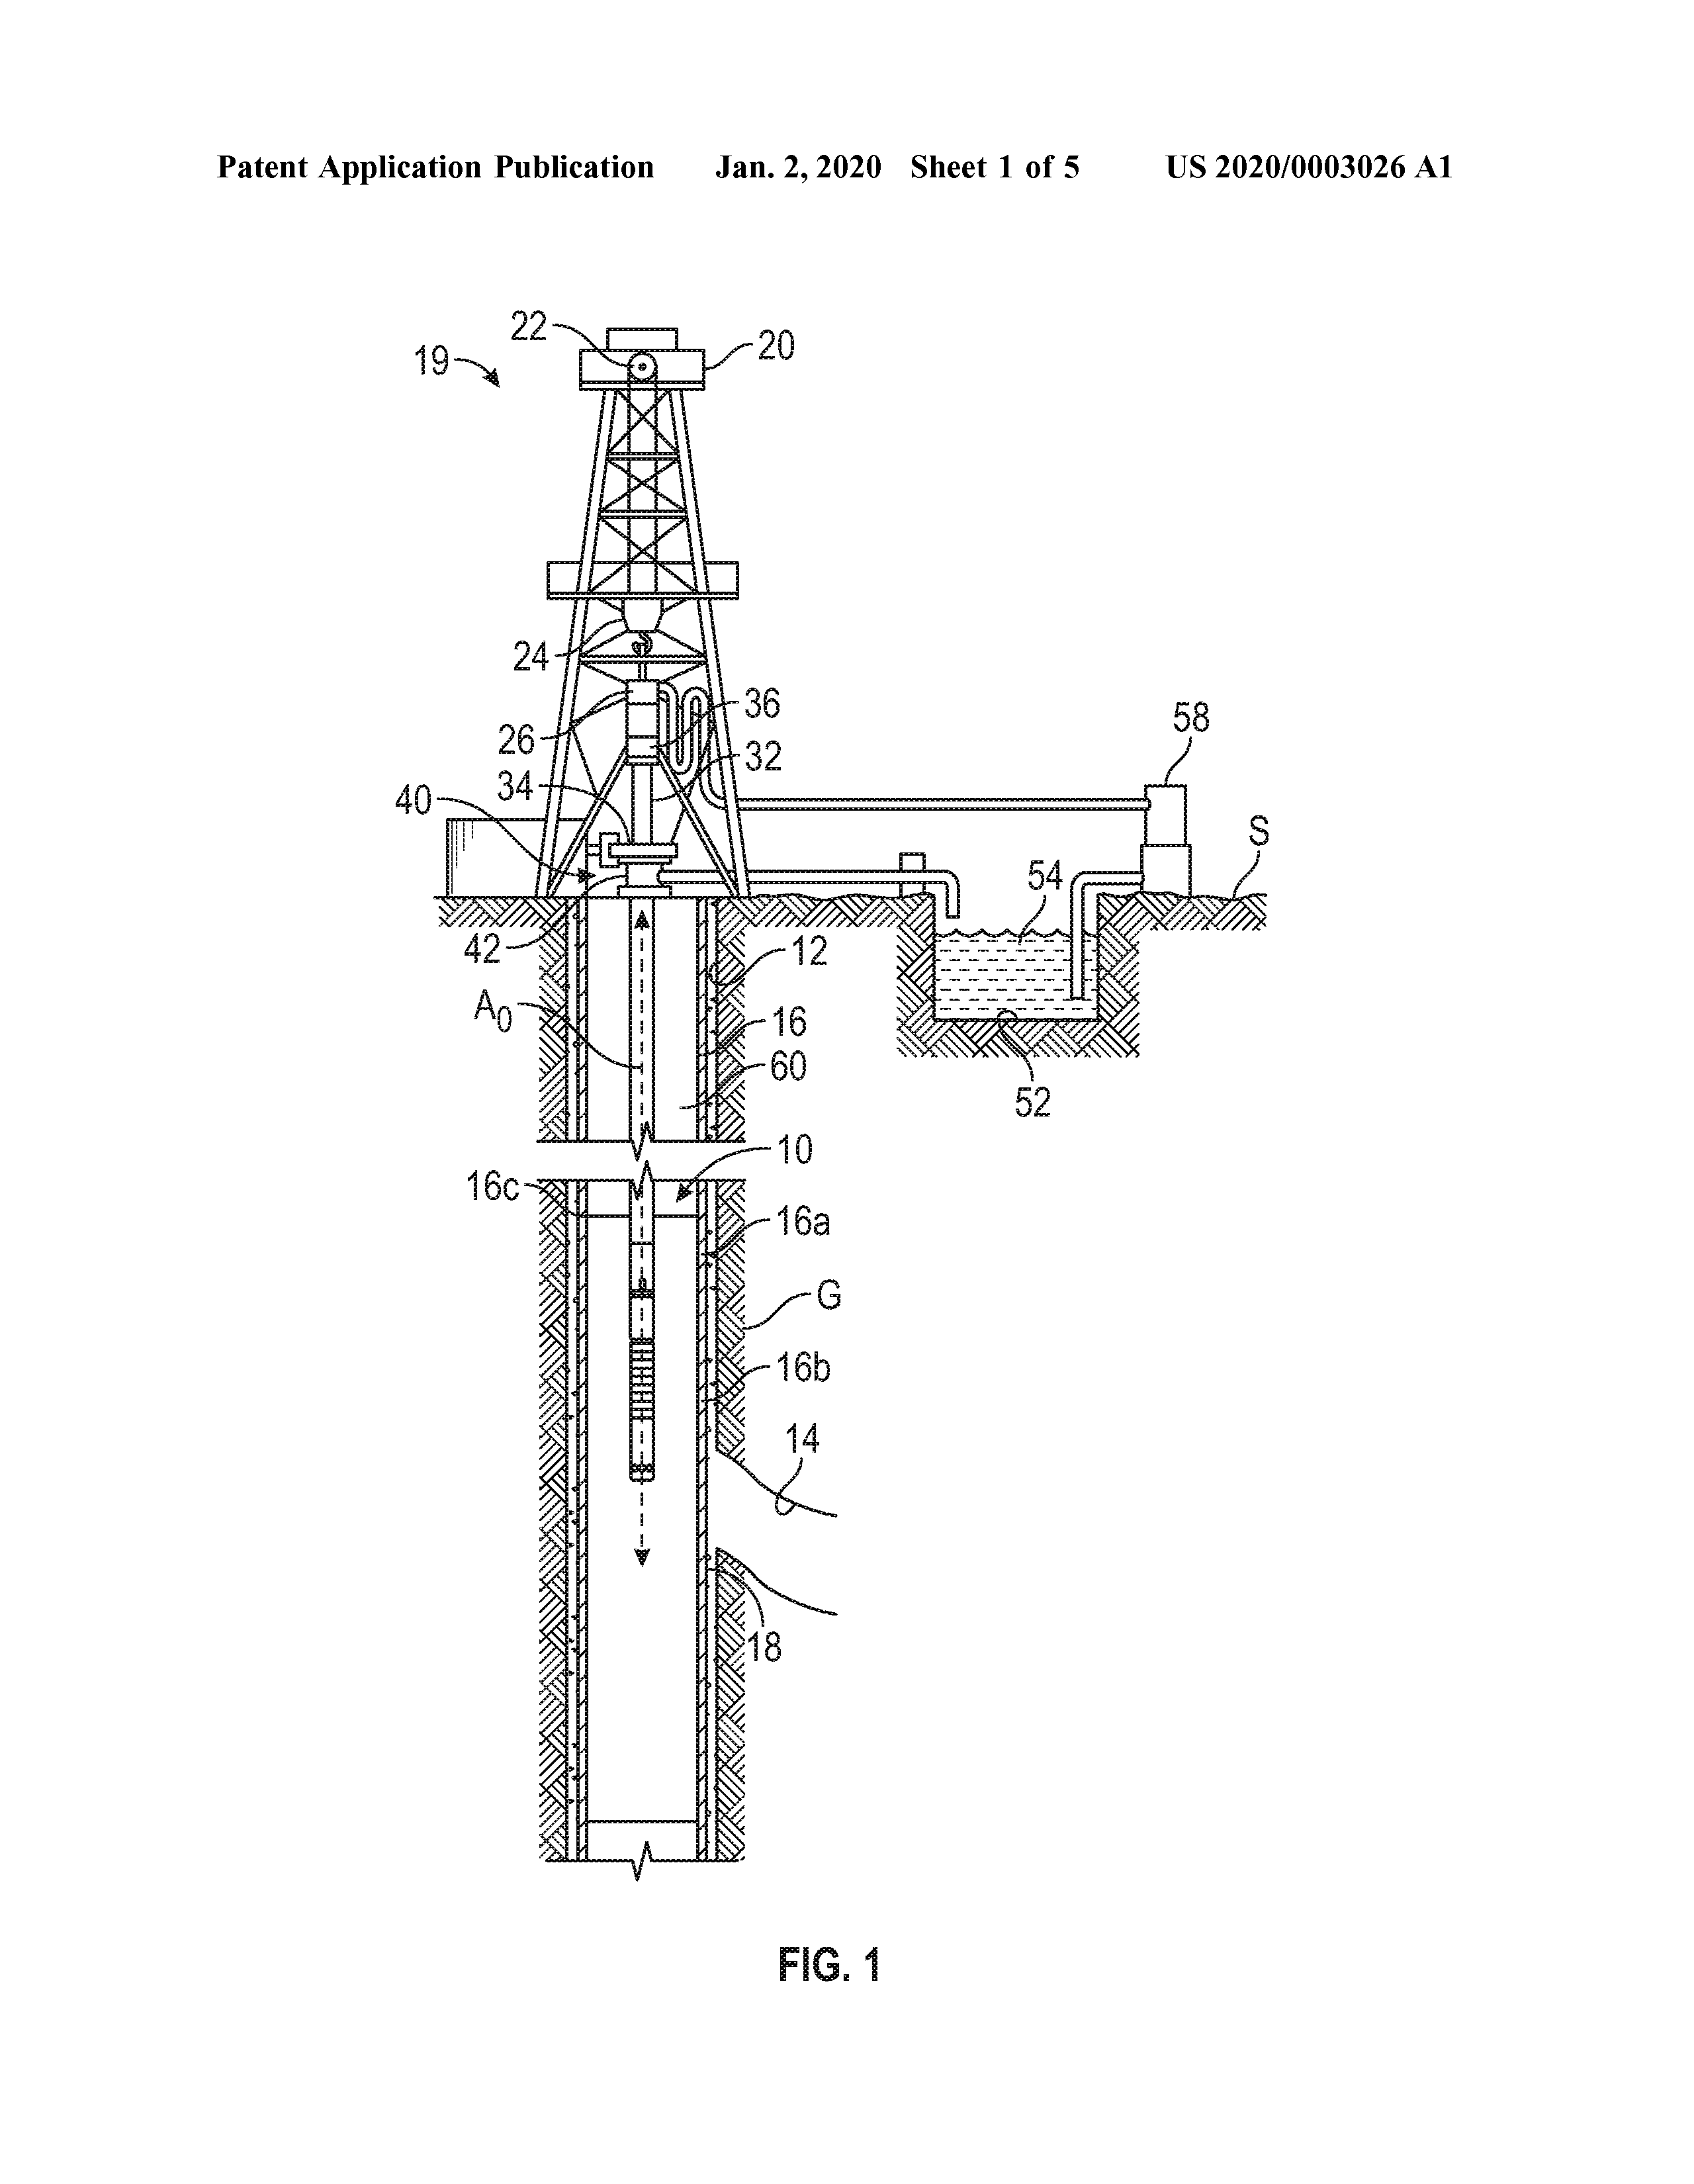 Patent Application Publication Jan. 2, 2020 Sheet 1 of 5 US 2020/0003026 A1
22
20
19
24
36
26
58
32
34
40
S
54
42
12
A0
16
60
52
10
16c
16a
G
16b
14
18
FIG. 1